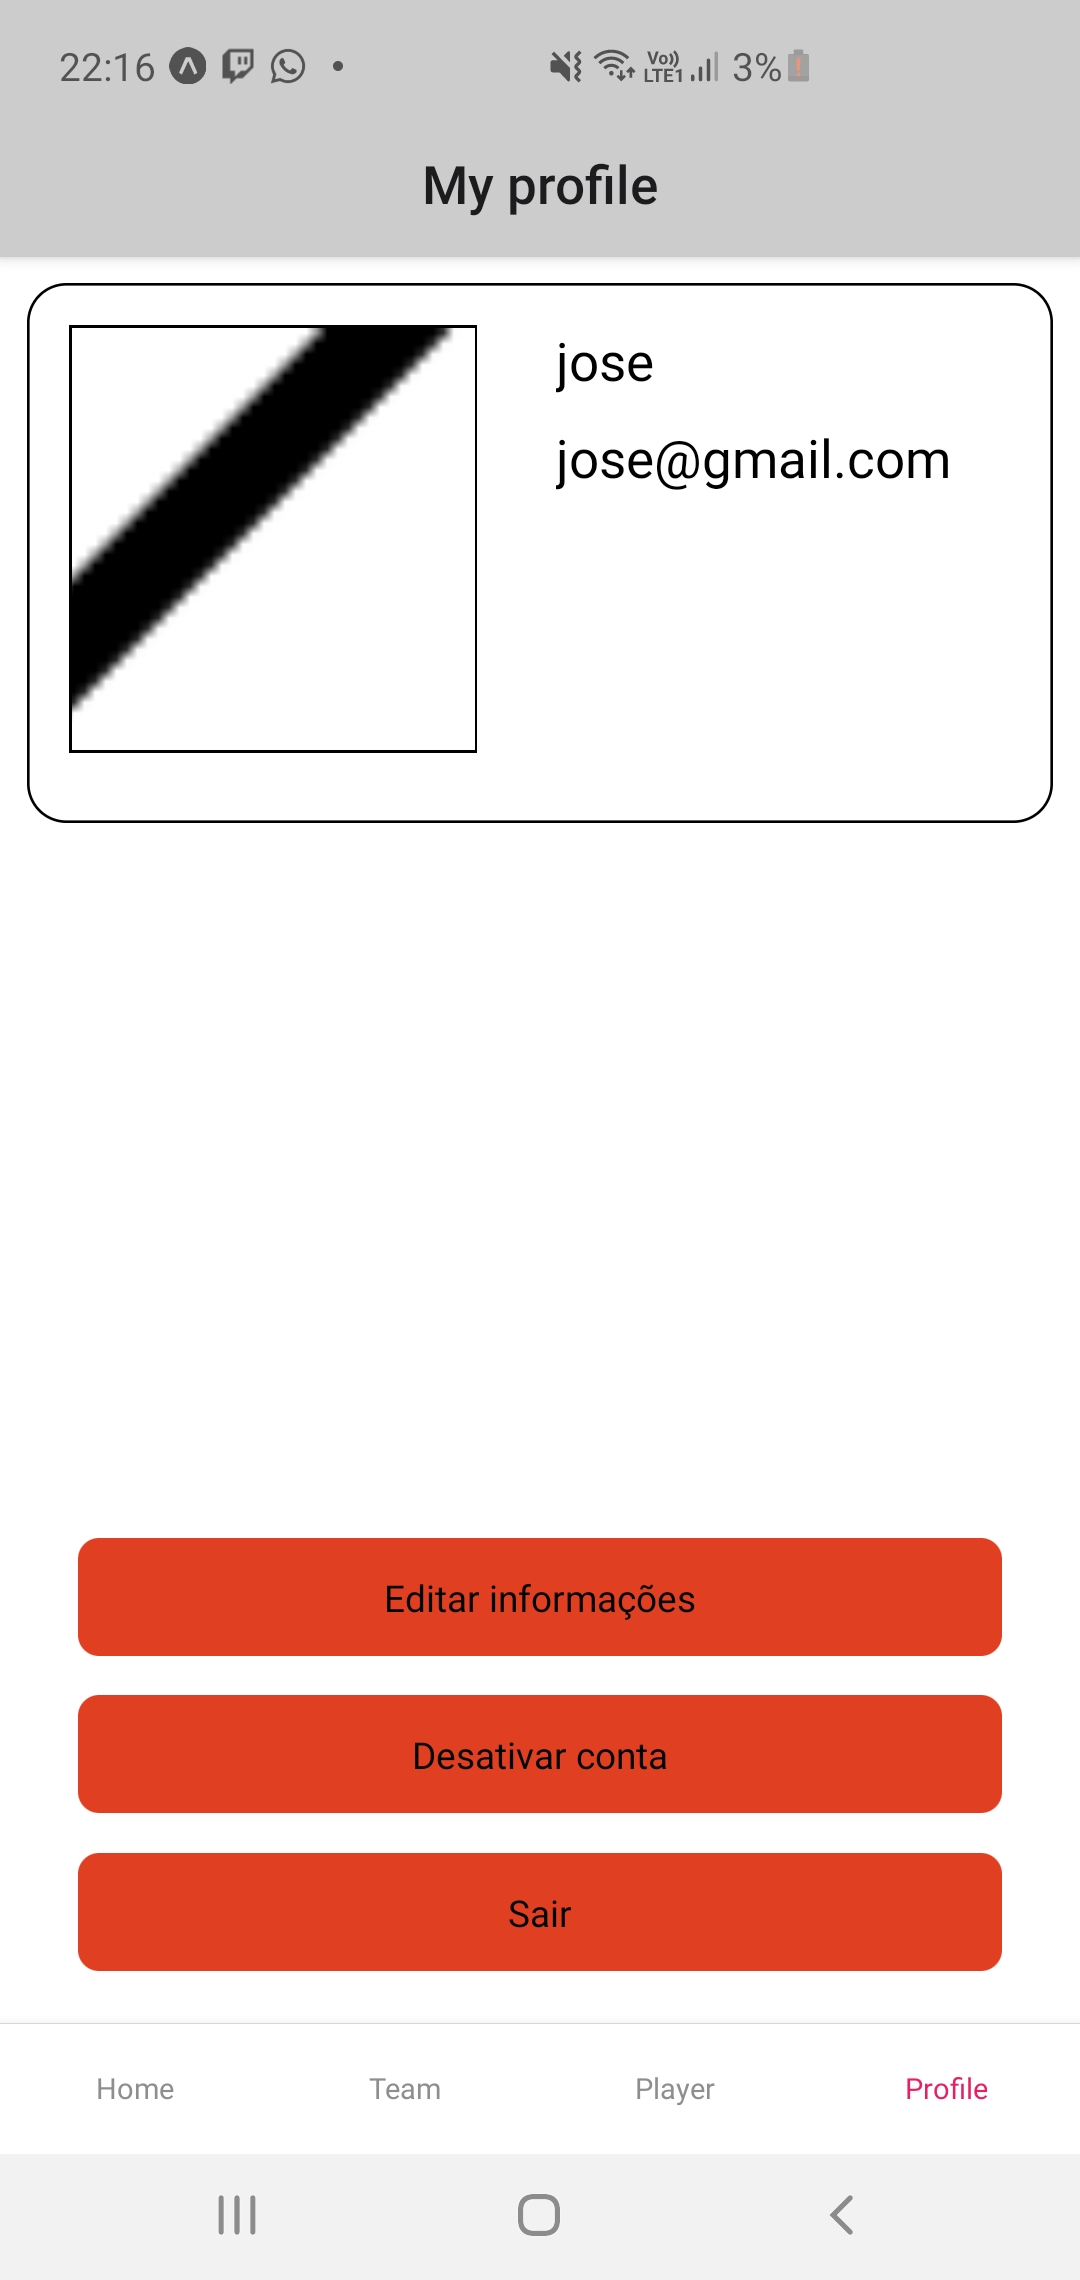 22:16
Vo)) LTE1 3%
My profile
jose
jose@gmail.com
Editar informações
Desativar conta
Sair
Home Team Player Profile